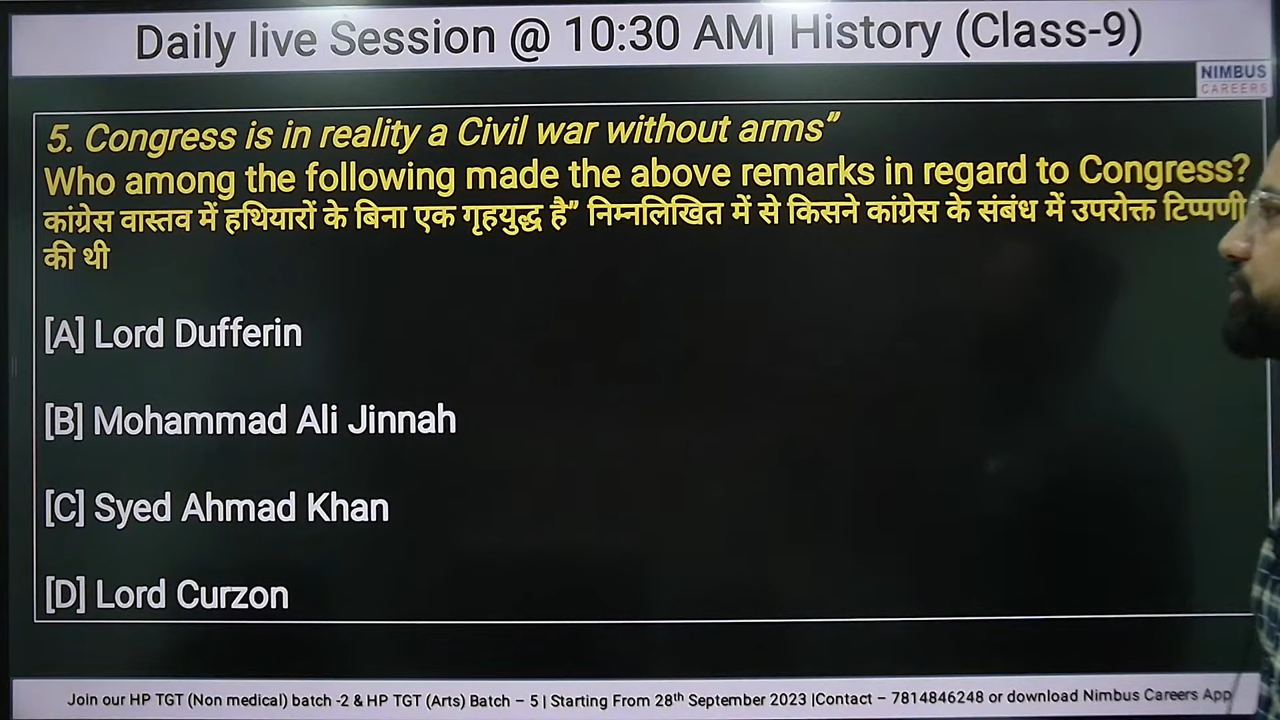 Daily live Session @ 10:30 AM| History (Class-9)
NIMBUS
CAREERS
5. Congress is in reality a Civil war without arms”
Who among the following made the above remarks in regard to Congress?
कांग्रेस वास्तव में हथियारों के बिना एक गृहयुद्ध है” निम्नलिखित में से किसने कांग्रेस के संबंध में उपरोक्त टिप्पणी
की थी
[A] Lord Dufferin
[B] Mohammad Ali Jinnah
[C] Syed Ahmad Khan
[D] Lord Curzon
Join our HP TGT (Non medical) batch -2 & HP TGT (Arts) Batch – 5 | Starting From 28th September 2023 |Contact – 7814846248 or download Nimbus Careers App